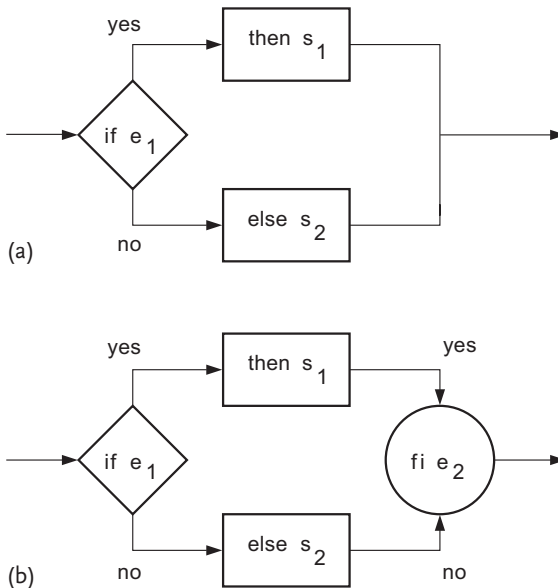 yes
then s1
if e1
else s2
no
(a)
yes
then s1
yes
if e1
fi e2
else s2
no
no
(b)